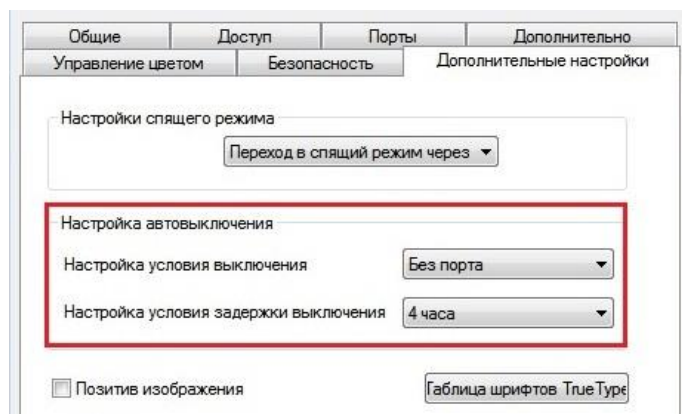 Общие Доступ Порты Дополнительно
Управление цветом Безопасность Дополнительные настройки
Настройки спящего режима
Переход в спящий режим через
Настройка автовыключения
Настройка условия выключения Без порта
Настройка условия задержки выключения 4 часа
Позитив изображения Таблица шрифтов TrueType